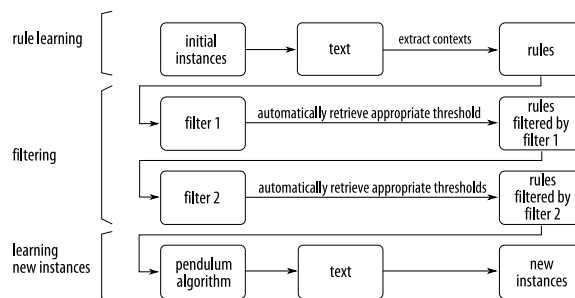 rule learning
initial
instances
text
extract contexts
rules
filtering
filter 1
automatically retrieve appropriate threshold
rules
filtered by
filter 1
filter 2
automatically retrieve appropriate thresholds
rules
filtered by
filter 2
learning
new instances
pendulum
algorithm
text
new
instances